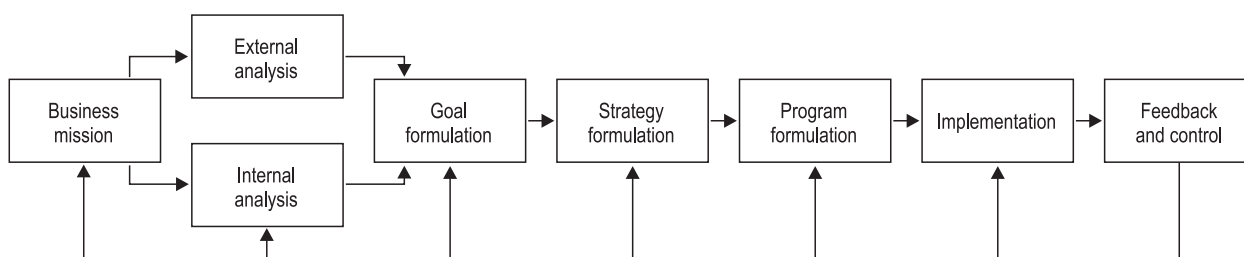 Business
mission
External
analysis
Internal
analysis
Goal
formulation
Strategy
formulation
Program
formulation
Implementation
Feedback
and control